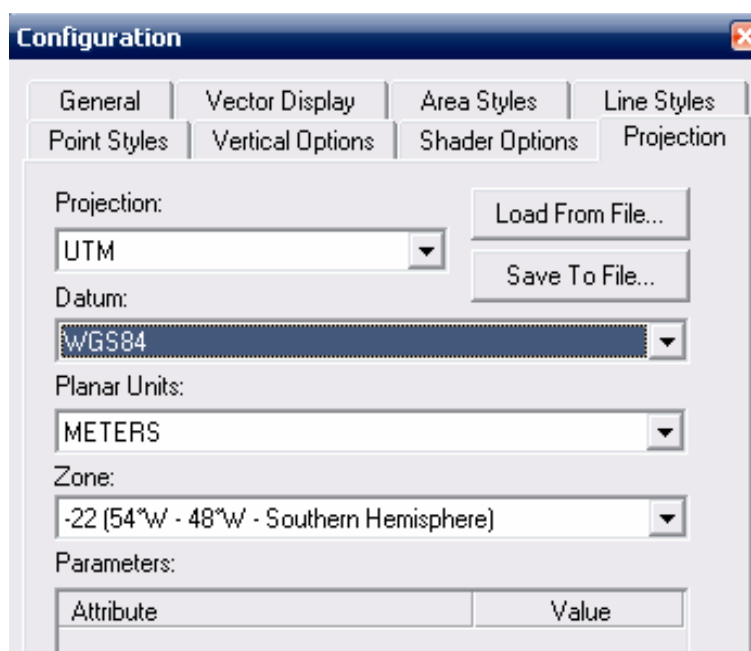 Configuration
General Vector Display Area Styles Line Styles
Point Styles Vertical Options Shader Options Projection
Projection:
Load From File...
UTM
Save To File...
Datum:
WGS84
Planar Units:
METERS
Zone:
-22 (54°W - 48°W - Southern Hemisphere)
Parameters:
Attribute Value